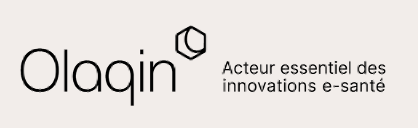 Olaqin
Acteur essentiel des
innovations e-santé